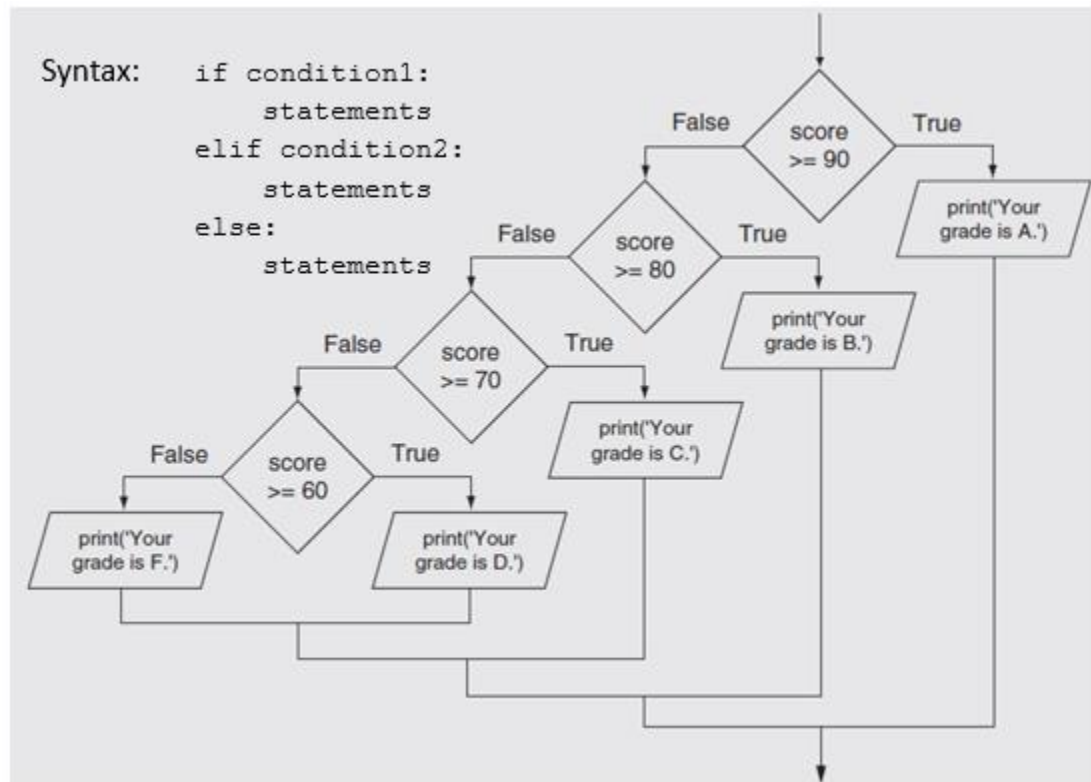 Syntax:
if condition1:
    statements
elif condition2:
    statements
else:
    statements
False
score
>= 90
True
print('Your
grade is A.')
False
score
>= 80
True
print('Your
grade is B.')
False
score
>= 70
True
print('Your
grade is C.')
False
score
>= 60
True
print('Your
grade is F.')
print('Your
grade is D.')